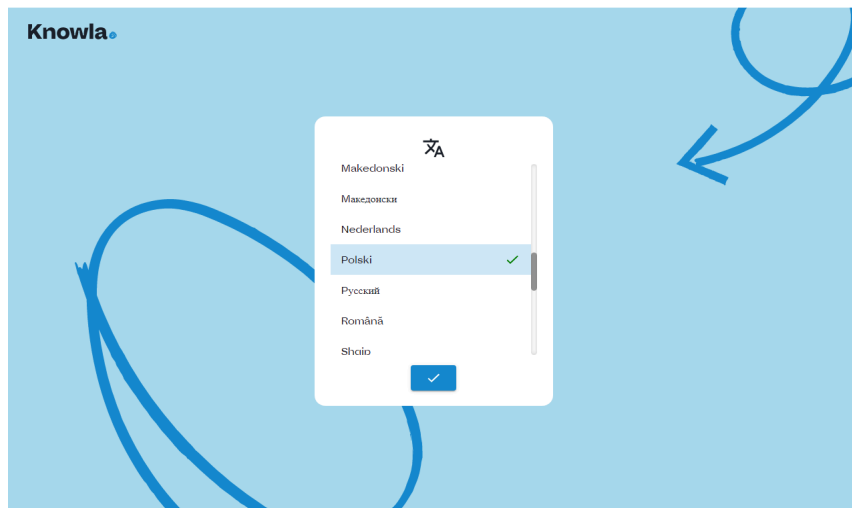 Knowla
Makedonski
Македонски
Nederlands
Polski
Русский
Română
Shqip